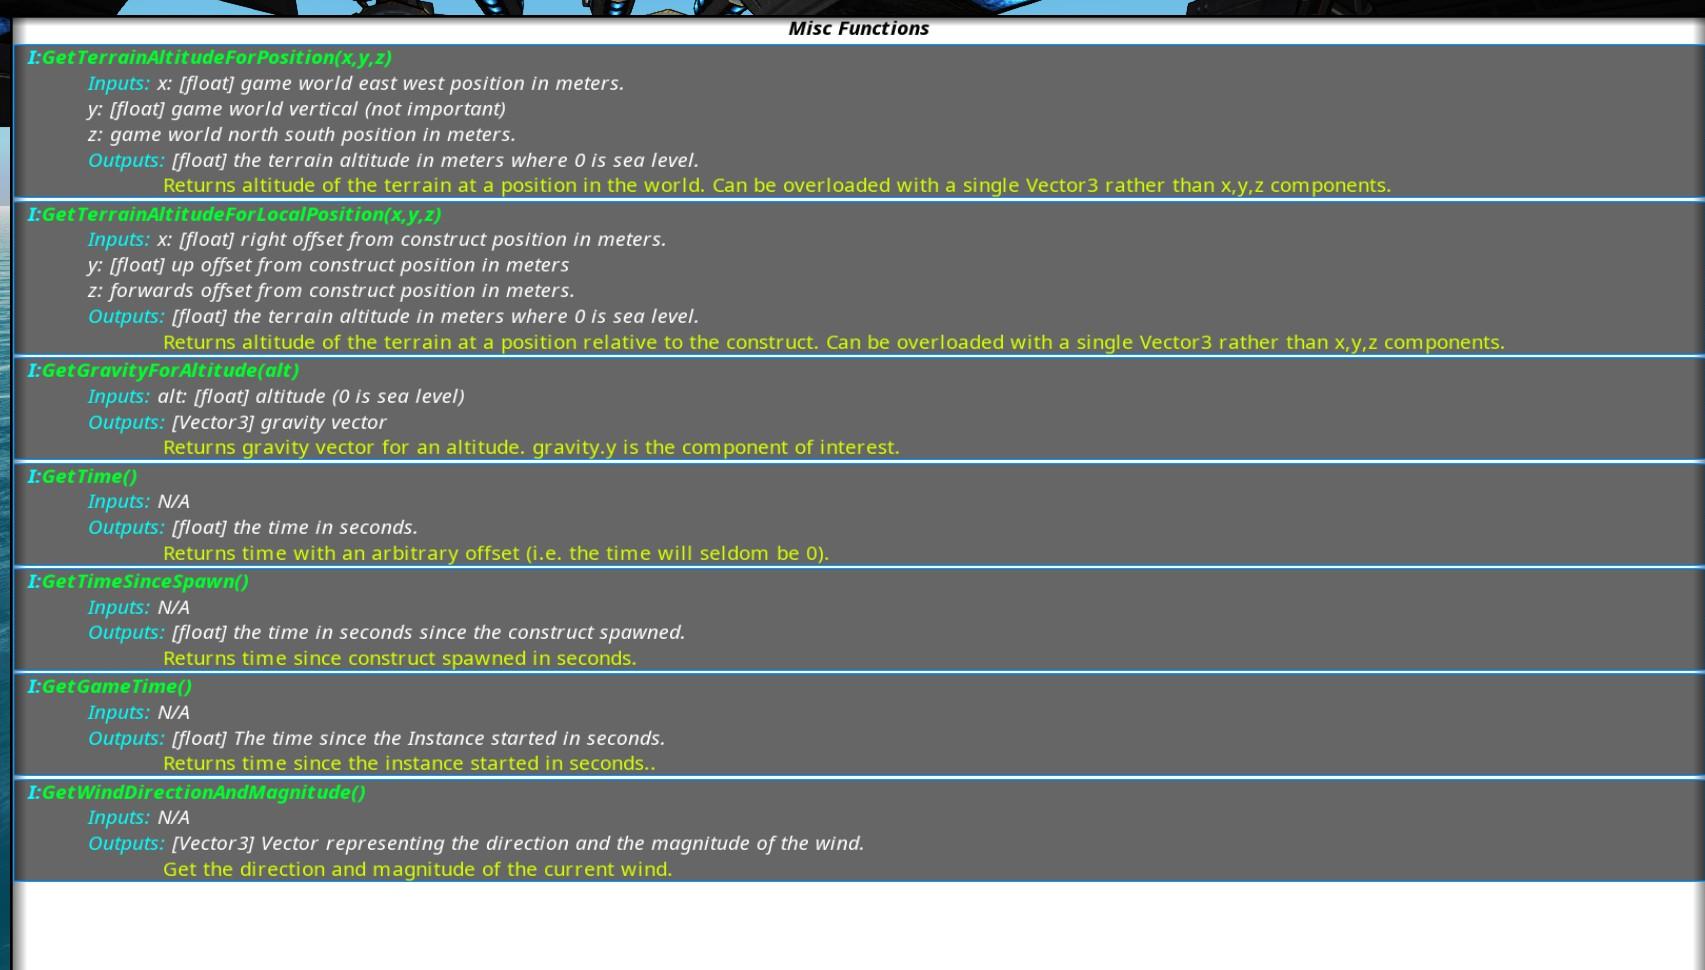 Misc Functions
I:GetTerrainAltitudeForPosition(x,y,z)
Inputs: x: [float] game world east west position in meters.
y: [float] game world vertical (not important)
z: game world north south position in meters.
Outputs: [float] the terrain altitude in meters where 0 is sea level.
Returns altitude of the terrain at a position in the world. Can be overloaded with a single Vector3 rather than x,y,z components.
I:GetTerrainAltitudeForLocalPosition(x,y,z)
Inputs: x: [float] right offset from construct position in meters.
y: [float] up offset from construct position in meters
z: forwards offset from construct position in meters.
Outputs: [float] the terrain altitude in meters where 0 is sea level.
Returns altitude of the terrain at a position relative to the construct. Can be overloaded with a single Vector3 rather than x,y,z components.
I:GetGravityForAltitude(alt)
Inputs: alt: [float] altitude (0 is sea level)
Outputs: [Vector3] gravity vector
Returns gravity vector for an altitude. gravity.y is the component of interest.
I:GetTime()
Inputs: N/A
Outputs: [float] the time in seconds.
Returns time with an arbitrary offset (i.e. the time will seldom be 0).
I:GetTimeSinceSpawn()
Inputs: N/A
Outputs: [float] the time in seconds since the construct spawned.
Returns time since construct spawned in seconds.
I:GetGameTime()
Inputs: N/A
Outputs: [float] The time since the Instance started in seconds.
Returns time since the instance started in seconds..
I:GetWindDirectionAndMagnitude()
Inputs: N/A
Outputs: [Vector3] Vector representing the direction and the magnitude of the wind.
Get the direction and magnitude of the current wind.